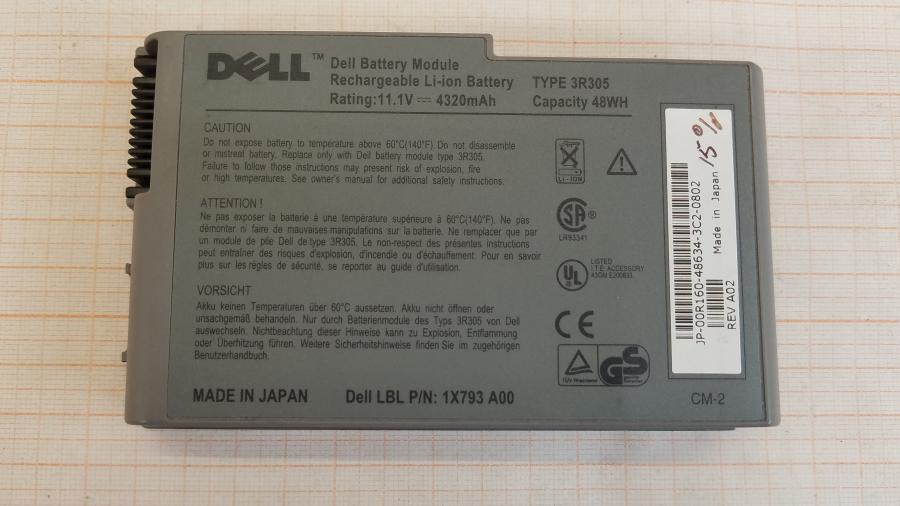 DELL™
Dell Battery Module
Rechargeable Li-ion Battery
Rating:11.1V ⎓ 4320mAh
TYPE 3R305
Capacity 48WH
CAUTION
Do not expose battery to temperature above 60°C(140°F). Do not disassemble
or mistreat battery. Replace only with Dell battery module type 3R305.
Failure to follow those instructions may present risk of explosion, fire
or high temperatures. See owner's manual for additional safety instructions.
ATTENTION !
Ne pas exposer la batterie à une température supérieure à 60°C(140°F). Ne pas
démonter ni faire de mauvaises manipulations sur la batterie. Ne remplacer que par
un module de pile Dell de type 3R305. Le non-respect des présentes instructions
peut entraîner des risques d'explosion, d'incendie ou d'échauffement. Pour en savoir
plus sur les règles de sécurité, se reporter au guide d'utilisation.
VORSICHT
Akku keinen Temperaturen über 60°C aussetzen. Akku nicht öffnen oder
unsachgemäß behandeln. Nur durch Batterienmodule des Typs 3R305 von Dell
auswechseln. Nichtbeachtung dieser Hinweise kann zu Explosion, Entflammung
oder Überhitzung führen. Weitere Sicherheitshinweise finden Sie im zugehörigen
Benutzerhandbuch.
MADE IN JAPAN
Dell LBL P/N: 1X793 A00
LI-ION
SA®
LR93341
UL
LISTED
I.T.E. ACCESSORY
43GM E200833
CE
TÜV Rheinland
GS
JP-00R160-48634-3C2-0802
Made in Japan
REV A02
15%
CM-2